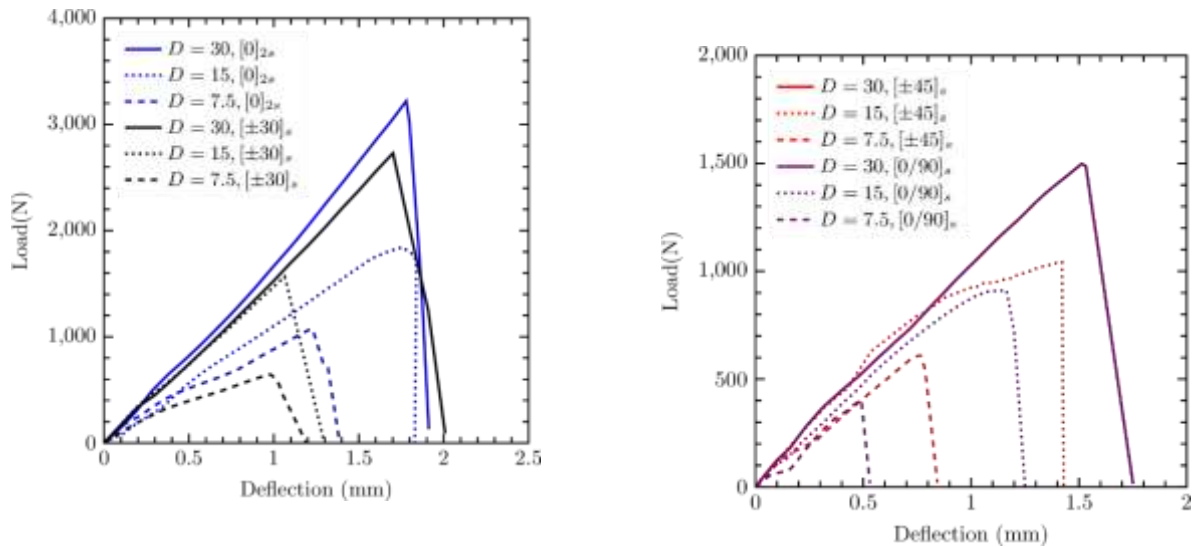 4,000
3,000
2,000
1,000
0
Load(N)
D = 30, [0]2s
D = 15, [0]2s
D = 7.5, [0]2s
D = 30, [±30]s
D = 15, [±30]s
D = 7.5, [±30]s
0 0.5 1 1.5 2 2.5
Deflection (mm)
2,000
1,500
1,000
500
0
Load(N)
D = 30, [±45]s
D = 15, [±45]s
D = 7.5, [±45]s
D = 30, [0/90]s
D = 15, [0/90]s
D = 7.5, [0/90]s
0 0.5 1 1.5 2
Deflection (mm)